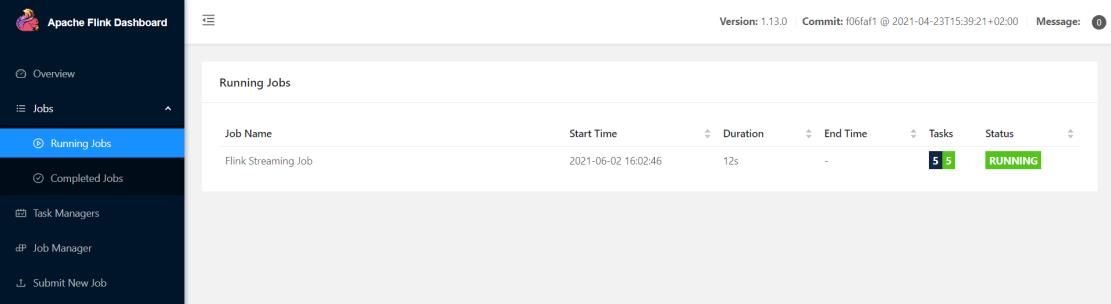 Apache Flink Dashboard
Version: 1.13.0 Commit: f06faf1 @ 2021-04-23T15:39:21+02:00 Message: 0
Overview
Jobs
Running Jobs
Completed Jobs
Task Managers
Job Manager
Submit New Job
Running Jobs
Job Name Start Time Duration End Time Tasks Status
Flink Streaming Job 2021-06-02 16:02:46 12s - 5 5 RUNNING